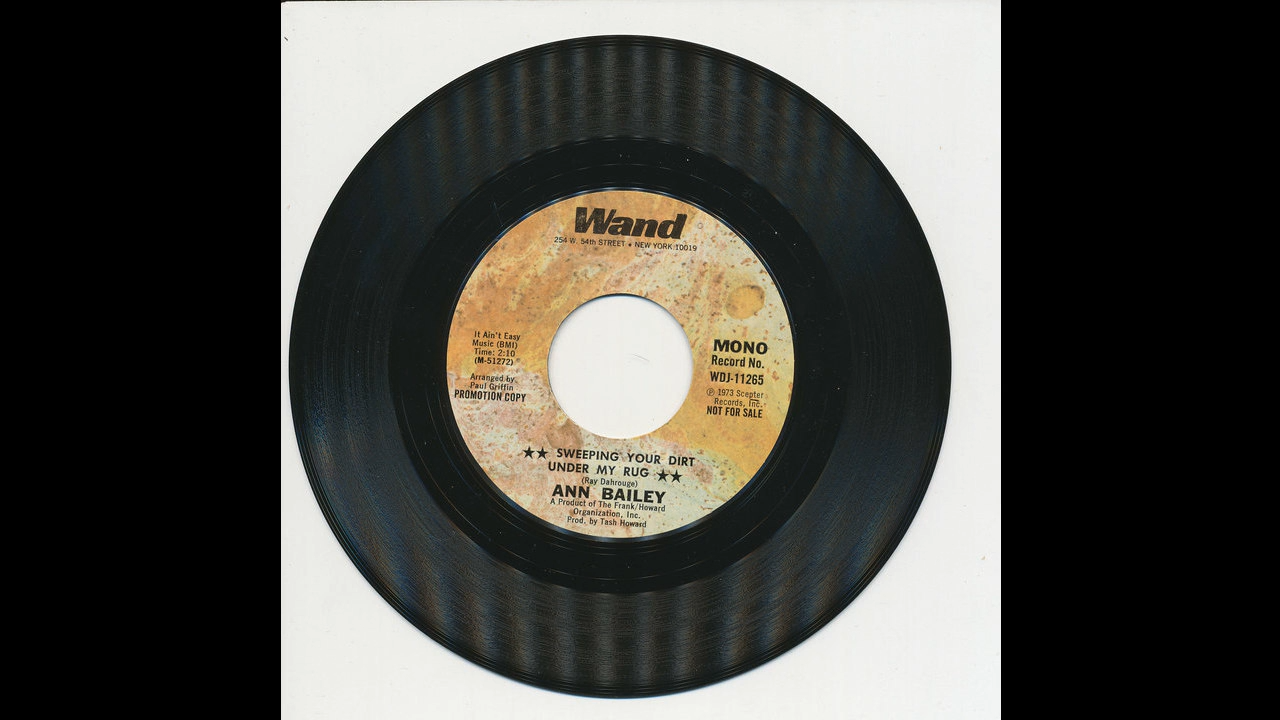 Wand
254 W. 54th STREET • NEW YORK 10019
It Ain't Easy
Music (BMI)
Time: 2:10
(M-51272)
Arranged by
Paul Griffin
PROMOTION COPY
MONO
Record No.
WDJ-11265
℗ 1973 Scepter
Records, Inc.
NOT FOR SALE
★★ SWEEPING YOUR DIRT
UNDER MY RUG ★★
(Ray Dahrouge)
ANN BAILEY
A Product of The Frank/Howard
Organization, Inc.
Prod. by Tash Howard